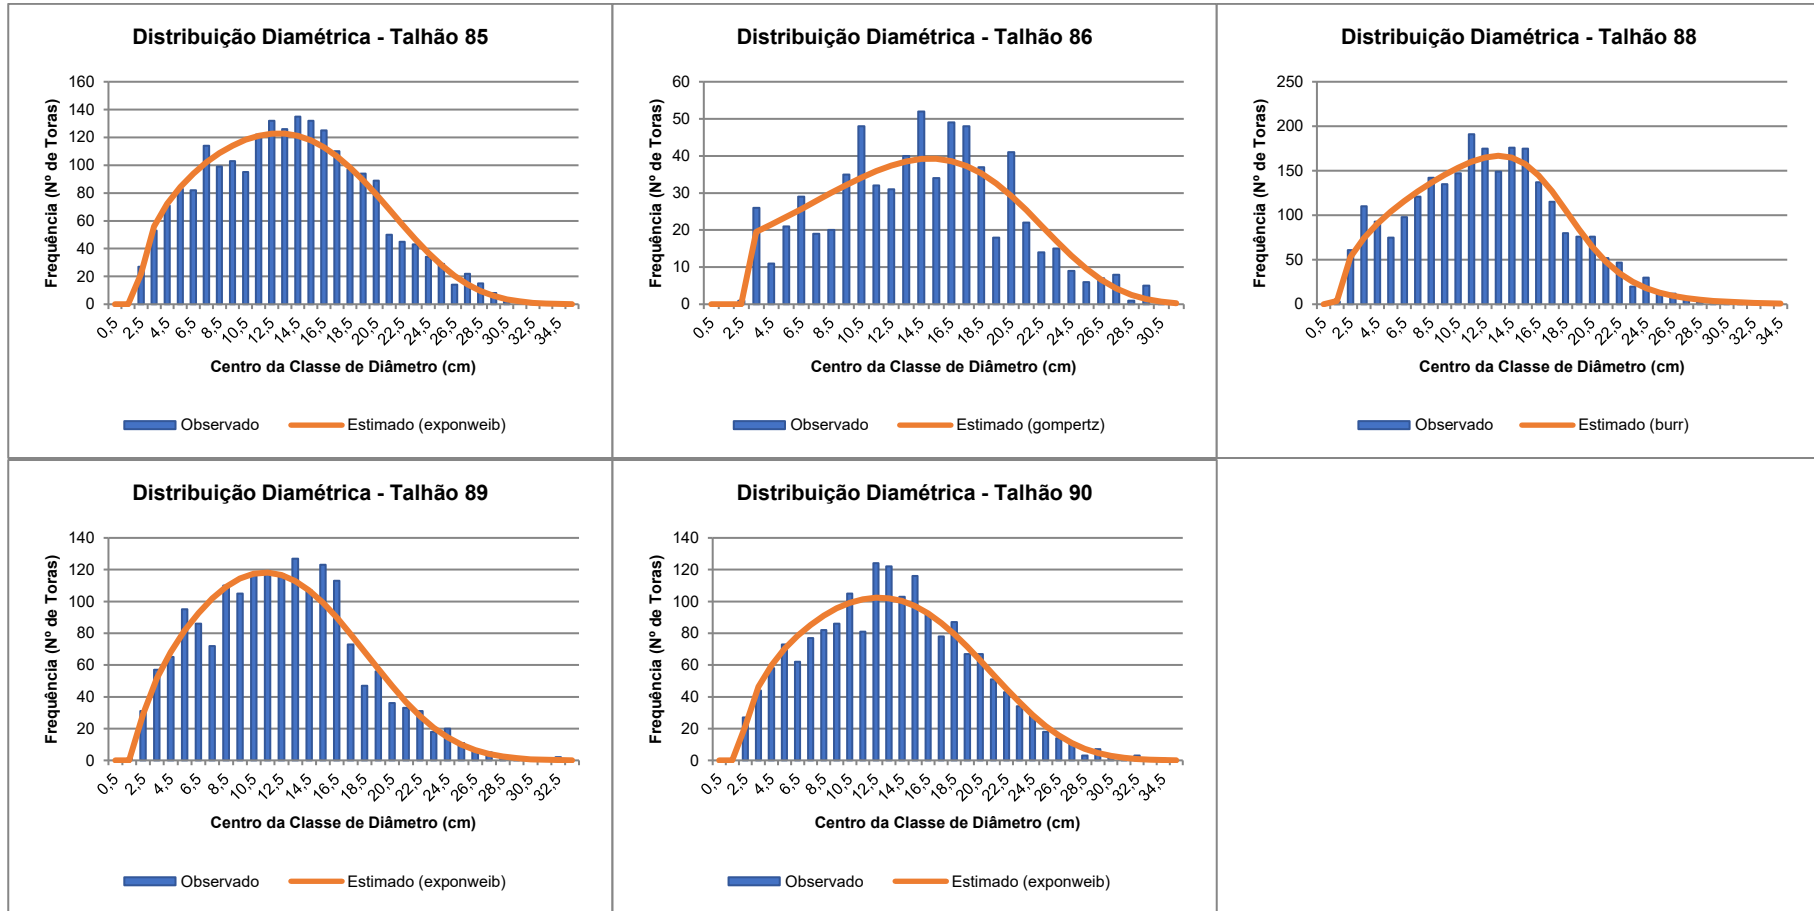 Distribuição Diamétrica - Talhão 85
Frequência (Nº de Toras)
160
140
120
100
80
60
40
20
0
0,5 2,5 4,5 6,5 8,5 10,5 12,5 14,5 16,5 18,5 20,5 22,5 24,5 26,5 28,5 30,5 32,5 34,5
Centro da Classe de Diâmetro (cm)
Observado Estimado (exponweib)
Distribuição Diamétrica - Talhão 86
Frequência (Nº de Toras)
60
50
40
30
20
10
0
0,5 2,5 4,5 6,5 8,5 10,5 12,5 14,5 16,5 18,5 20,5 22,5 24,5 26,5 28,5 30,5
Centro da Classe de Diâmetro (cm)
Observado Estimado (gompertz)
Distribuição Diamétrica - Talhão 88
Frequência (Nº de Toras)
250
200
150
100
50
0
0,5 2,5 4,5 6,5 8,5 10,5 12,5 14,5 16,5 18,5 20,5 22,5 24,5 26,5 28,5 30,5 32,5 34,5
Centro da Classe de Diâmetro (cm)
Observado Estimado (burr)
Distribuição Diamétrica - Talhão 89
Frequência (Nº de Toras)
140
120
100
80
60
40
20
0
0,5 2,5 4,5 6,5 8,5 10,5 12,5 14,5 16,5 18,5 20,5 22,5 24,5 26,5 28,5 30,5 32,5
Centro da Classe de Diâmetro (cm)
Observado Estimado (exponweib)
Distribuição Diamétrica - Talhão 90
Frequência (Nº de Toras)
140
120
100
80
60
40
20
0
0,5 2,5 4,5 6,5 8,5 10,5 12,5 14,5 16,5 18,5 20,5 22,5 24,5 26,5 28,5 30,5 32,5 34,5
Centro da Classe de Diâmetro (cm)
Observado Estimado (exponweib)